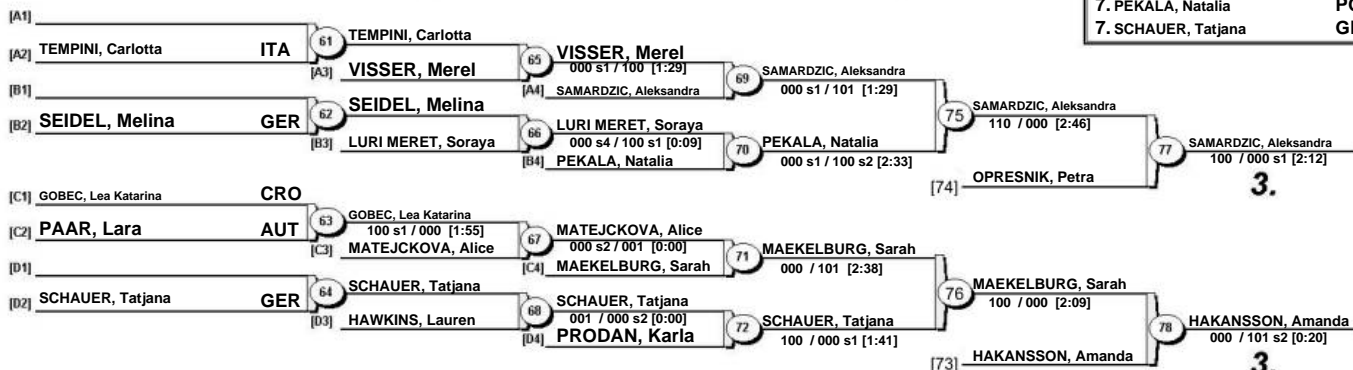 7. PEKALA, Natalia
7. SCHAUER, Tatjana
[A1]
[A2] TEMPINI, Carlotta ITA
61
TEMPINI, Carlotta
[A3] VISSER, Merel
65
VISSER, Merel
000 s1 / 100 [1:29]
[A4] SAMARDZIC, Aleksandra
69
SAMARDZIC, Aleksandra
000 s1 / 101 [1:29]
[B1]
[B2] SEIDEL, Melina GER
62
SEIDEL, Melina
[B3] LURI MERET, Soraya
66
LURI MERET, Soraya
000 s4 / 100 s1 [0:09]
[B4] PEKALA, Natalia
70
PEKALA, Natalia
000 s1 / 100 s2 [2:33]
75
SAMARDZIC, Aleksandra
110 / 000 [2:46]
[74] OPRESNIK, Petra
77
SAMARDZIC, Aleksandra
100 / 000 s1 [2:12]
3.
[C1] GOBEC, Lea Katarina CRO
[C2] PAAR, Lara AUT
63
GOBEC, Lea Katarina
100 s1 / 000 [1:55]
[C3] MATEJCKOVA, Alice
67
MATEJCKOVA, Alice
000 s2 / 001 [0:00]
[C4] MAEKELBURG, Sarah
71
MAEKELBURG, Sarah
000 / 101 [2:38]
[D1]
[D2] SCHAUER, Tatjana GER
64
SCHAUER, Tatjana
[D3] HAWKINS, Lauren
68
SCHAUER, Tatjana
001 / 000 s2 [0:00]
[D4] PRODAN, Karla
72
SCHAUER, Tatjana
100 / 000 s1 [1:41]
76
MAEKELBURG, Sarah
100 / 000 [2:09]
[73] HAKANSSON, Amanda
78
HAKANSSON, Amanda
000 / 101 s2 [0:20]
3.